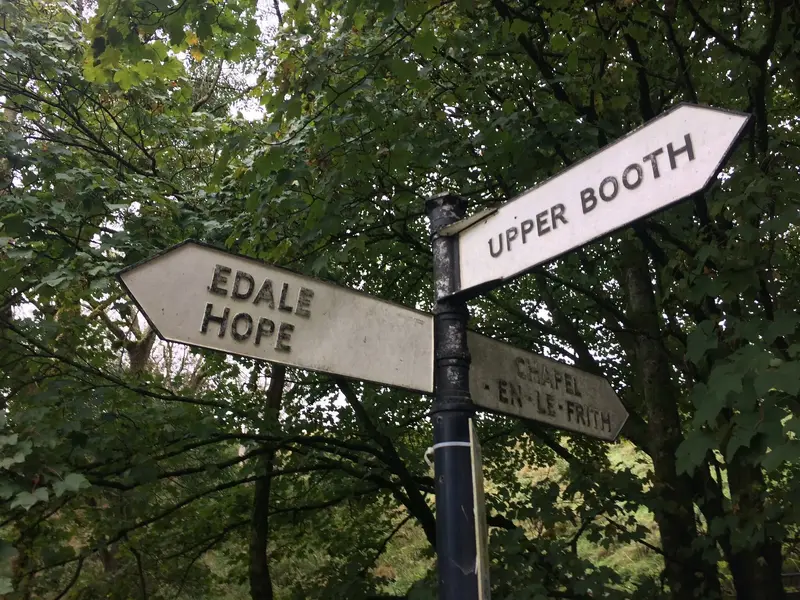 EDALE
HOPE
UPPER BOOTH
CHAPEL
- EN - LE - FRITH